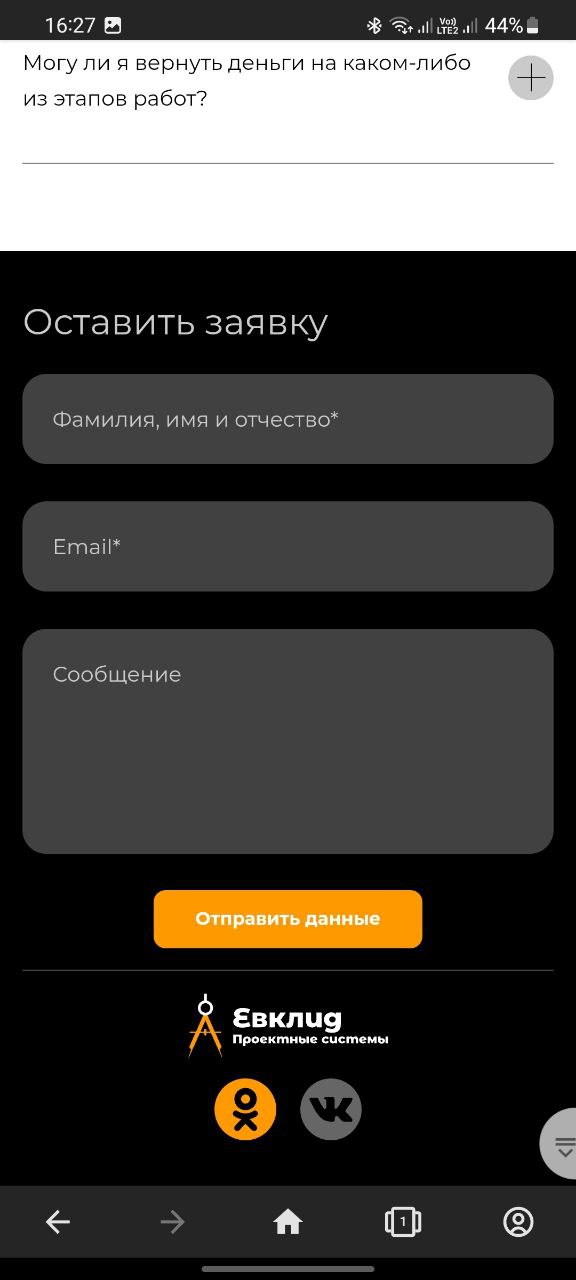 16:27 Vo)) LTE2 44%
Могу ли я вернуть деньги на каком-либо
из этапов работ?
Оставить заявку
Фамилия, имя и отчество*
Email*
Сообщение
Отправить данные
Евклид
Проектные системы
1